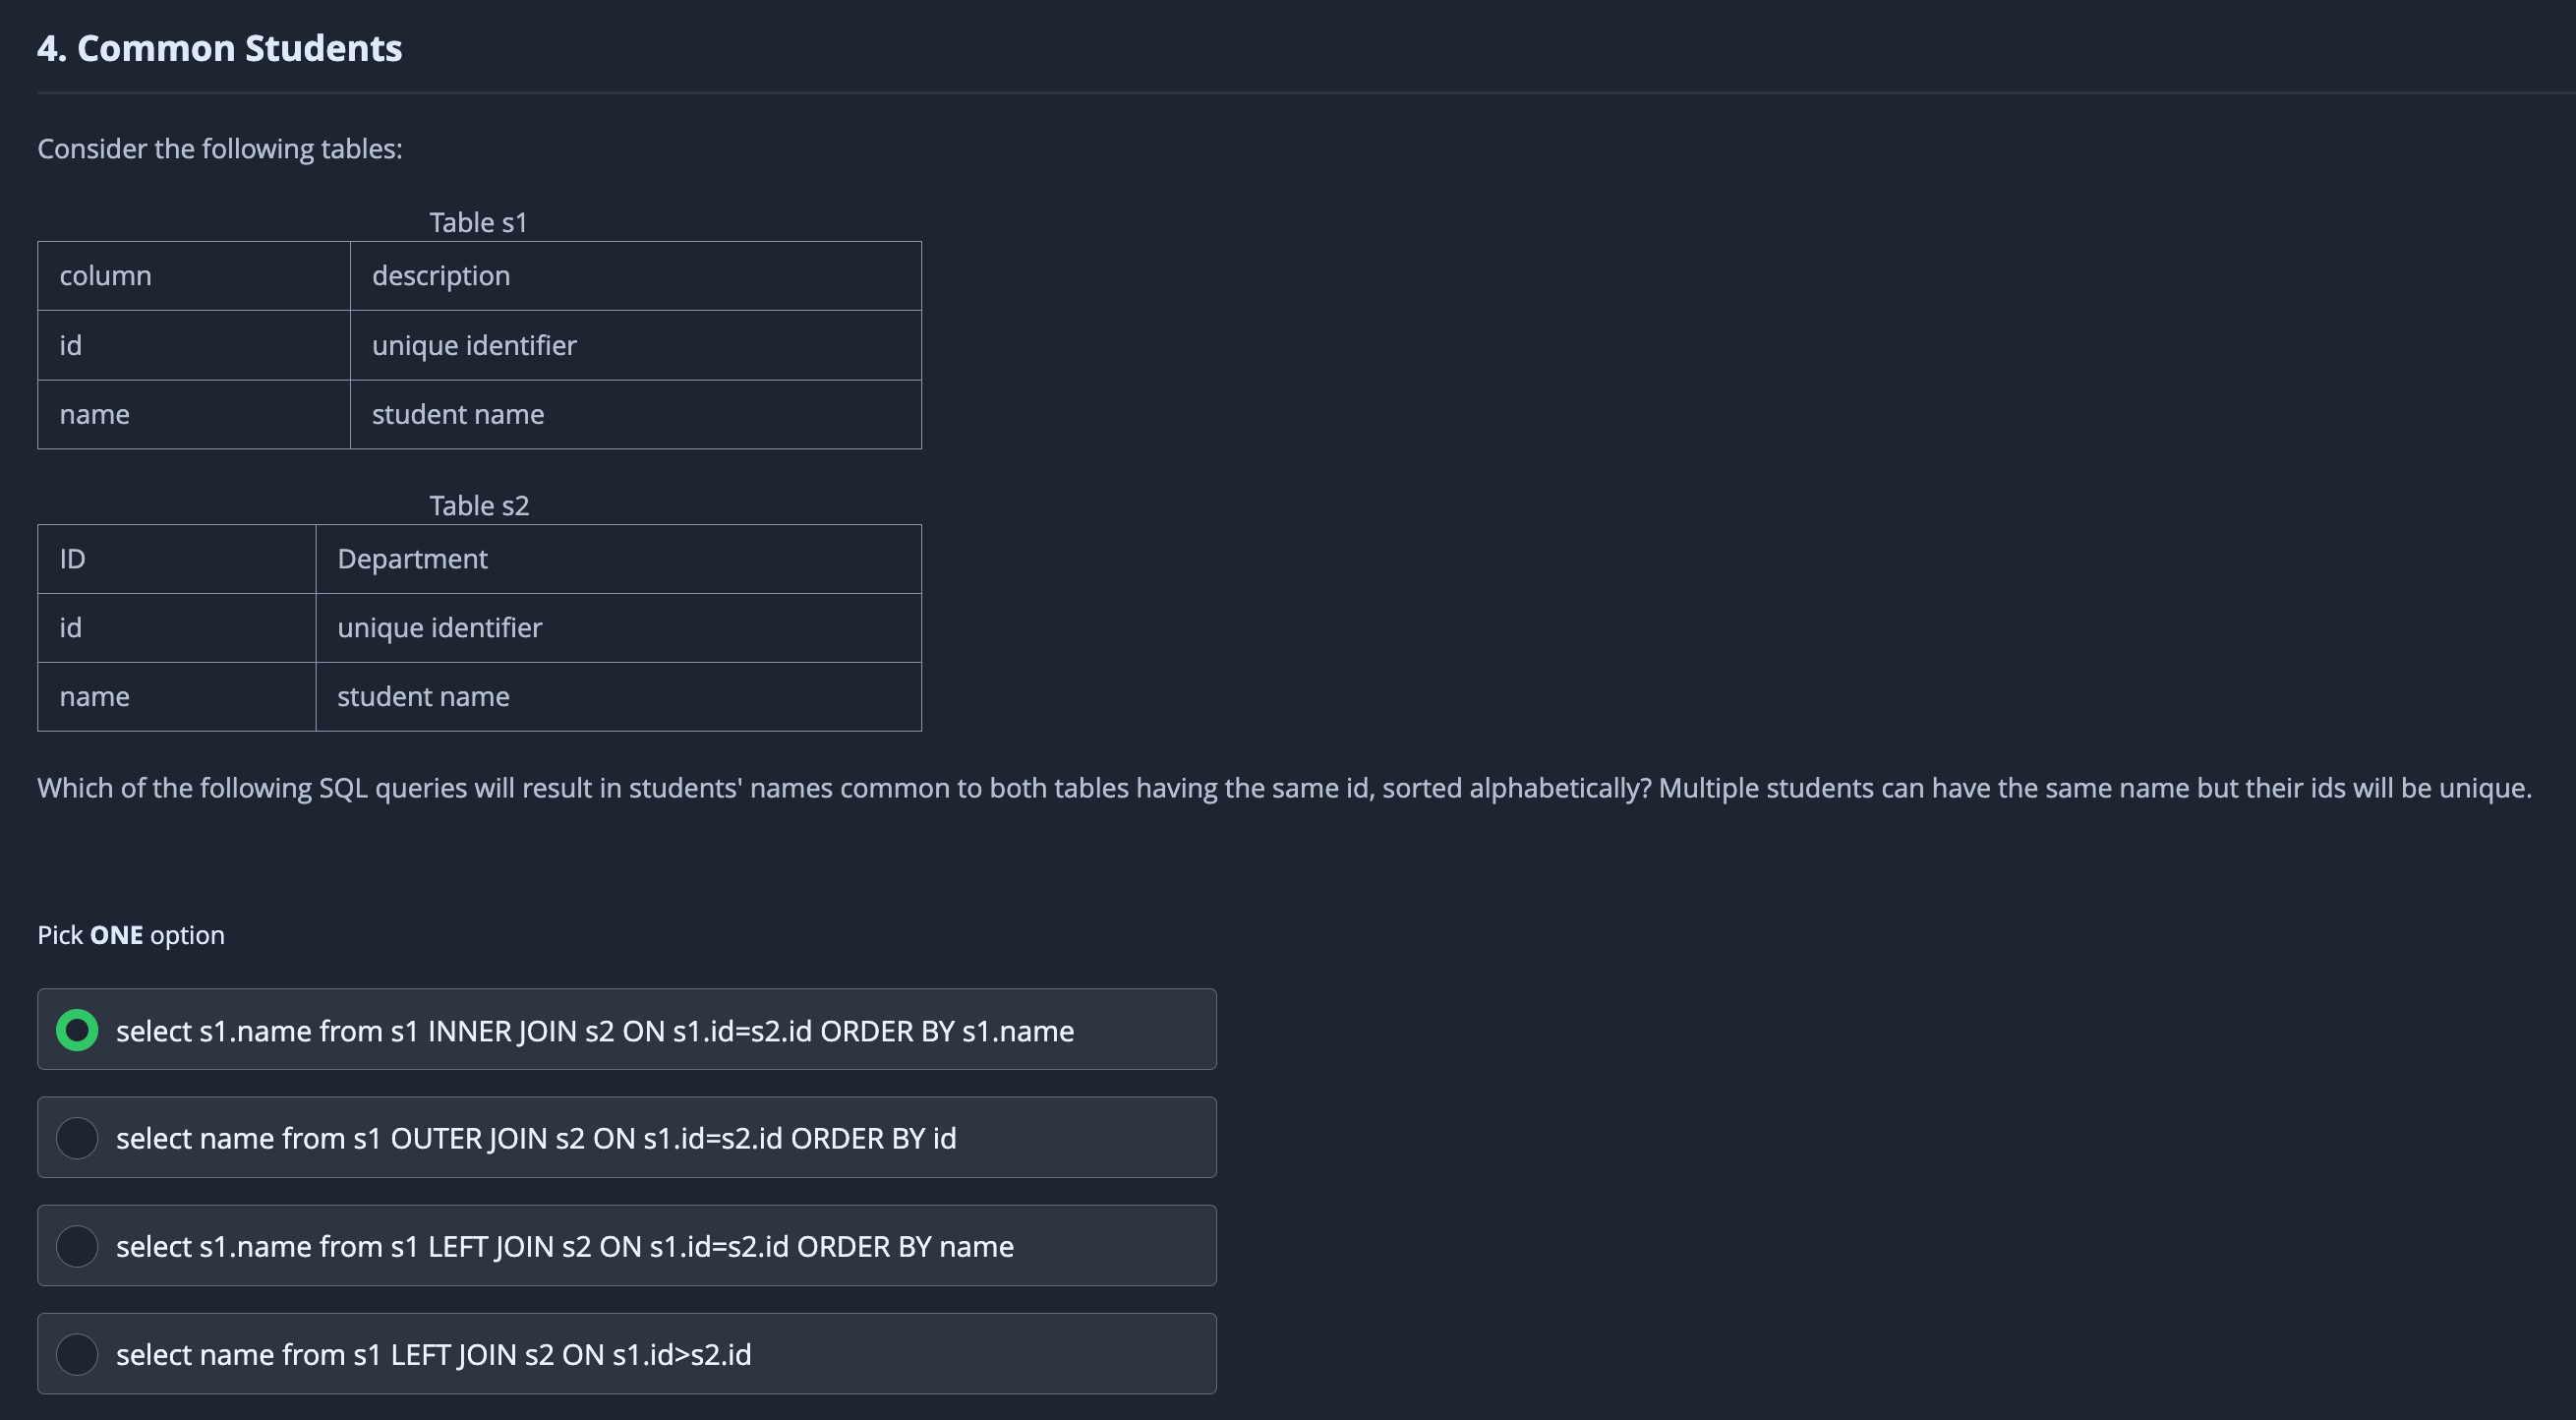 4. Common Students
Consider the following tables:
Table s1
column description
id unique identifier
name student name
Table s2
ID Department
id unique identifier
name student name
Which of the following SQL queries will result in students' names common to both tables having the same id, sorted alphabetically? Multiple students can have the same name but their ids will be unique.
Pick ONE option
select s1.name from s1 INNER JOIN s2 ON s1.id=s2.id ORDER BY s1.name
select name from s1 OUTER JOIN s2 ON s1.id=s2.id ORDER BY id
select s1.name from s1 LEFT JOIN s2 ON s1.id=s2.id ORDER BY name
select name from s1 LEFT JOIN s2 ON s1.id>s2.id